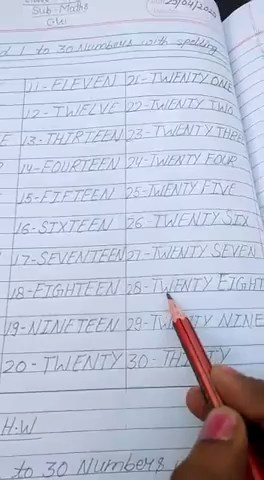 Sub-Maths
C.W
1 to 30 Numbers with spelling
11-ELEVEN 21-TWENTY ONE
12-TWELVE 22-TWENTY TWO
13-THIRTEEN 23-TWENTY THREE
14-FOURTEEN 24-TWENTY FOUR
15-FIFTEEN 25-TWENTY FIVE
16-SIXTEEN 26-TWENTY SIX
17-SEVENTEEN 27-TWENTY SEVEN
18-EIGHTEEN 28-TWENTY EIGHT
19-NINETEEN 29-TWENTY NINE
20-TWENTY 30-THIRTY
H.W
to 30 Numbers